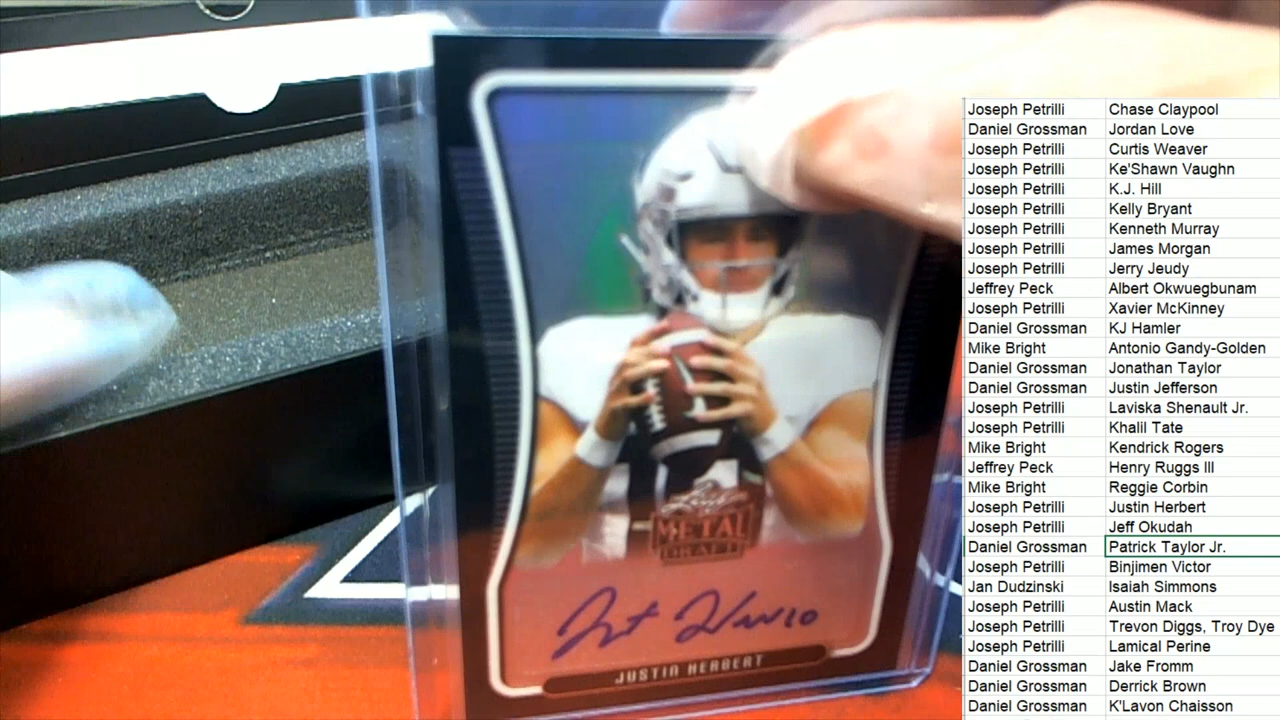 Leaf
METAL
DRAFT
JUSTIN HERBERT
Joseph Petrilli Chase Claypool
Daniel Grossman Jordan Love
Joseph Petrilli Curtis Weaver
Joseph Petrilli Ke'Shawn Vaughn
Joseph Petrilli K.J. Hill
Joseph Petrilli Kelly Bryant
Joseph Petrilli Kenneth Murray
Joseph Petrilli James Morgan
Joseph Petrilli Jerry Jeudy
Jeffrey Peck Albert Okwuegbunam
Joseph Petrilli Xavier McKinney
Daniel Grossman KJ Hamler
Mike Bright Antonio Gandy-Golden
Daniel Grossman Jonathan Taylor
Daniel Grossman Justin Jefferson
Joseph Petrilli Laviska Shenault Jr.
Joseph Petrilli Khalil Tate
Mike Bright Kendrick Rogers
Jeffrey Peck Henry Ruggs III
Mike Bright Reggie Corbin
Joseph Petrilli Justin Herbert
Joseph Petrilli Jeff Okudah
Daniel Grossman Patrick Taylor Jr.
Joseph Petrilli Binjimen Victor
Jan Dudzinski Isaiah Simmons
Joseph Petrilli Austin Mack
Joseph Petrilli Trevon Diggs, Troy Dye
Joseph Petrilli Lamical Perine
Daniel Grossman Jake Fromm
Daniel Grossman Derrick Brown
Daniel Grossman K'Lavon Chaisson